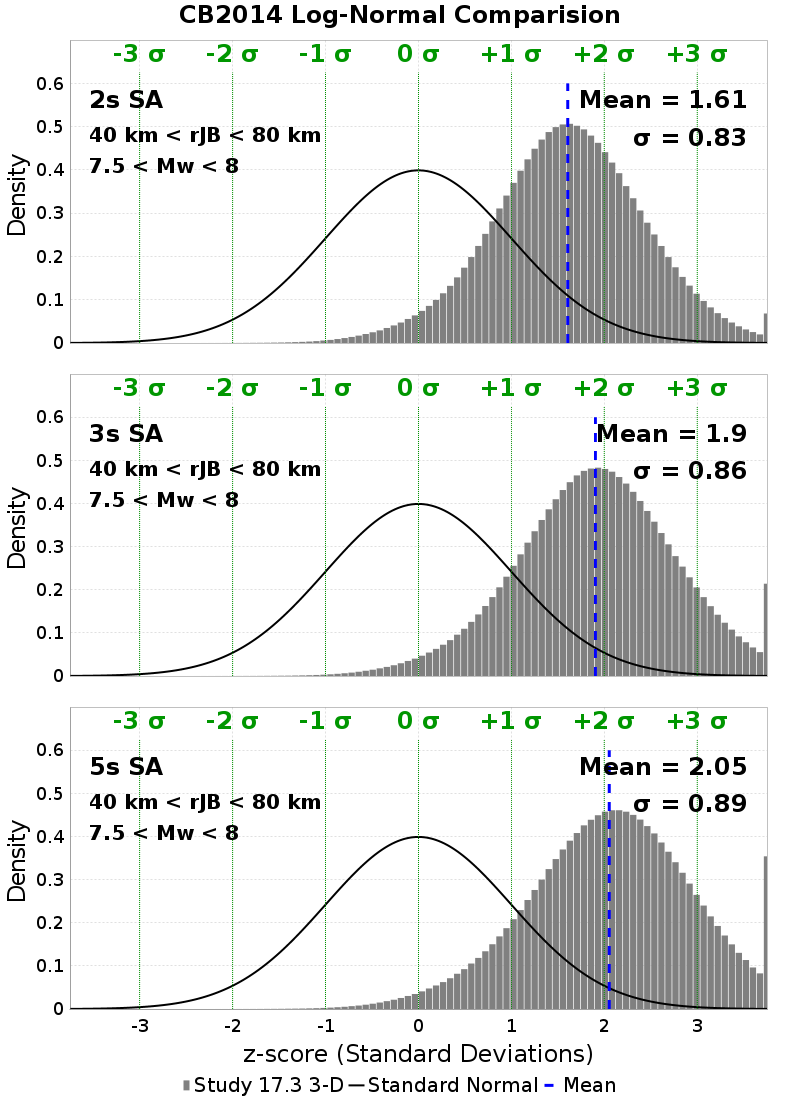 CB2014 Log-Normal Comparision
-3 σ -2 σ -1 σ 0 σ +1 σ +2 σ +3 σ
0.6
2s SA Mean = 1.61
0.5
40 km < rJB < 80 km σ = 0.83
7.5 < Mw < 8
0.4
0.3
0.2
0.1
0
Density
-3 σ -2 σ -1 σ 0 σ +1 σ +2 σ +3 σ
0.6
3s SA Mean = 1.9
0.5
40 km < rJB < 80 km σ = 0.86
7.5 < Mw < 8
0.4
0.3
0.2
0.1
0
Density
-3 σ -2 σ -1 σ 0 σ +1 σ +2 σ +3 σ
0.6
5s SA Mean = 2.05
0.5
40 km < rJB < 80 km σ = 0.89
7.5 < Mw < 8
0.4
0.3
0.2
0.1
0
Density
-3 -2 -1 0 1 2 3
z-score (Standard Deviations)
Study 17.3 3-D Standard Normal Mean